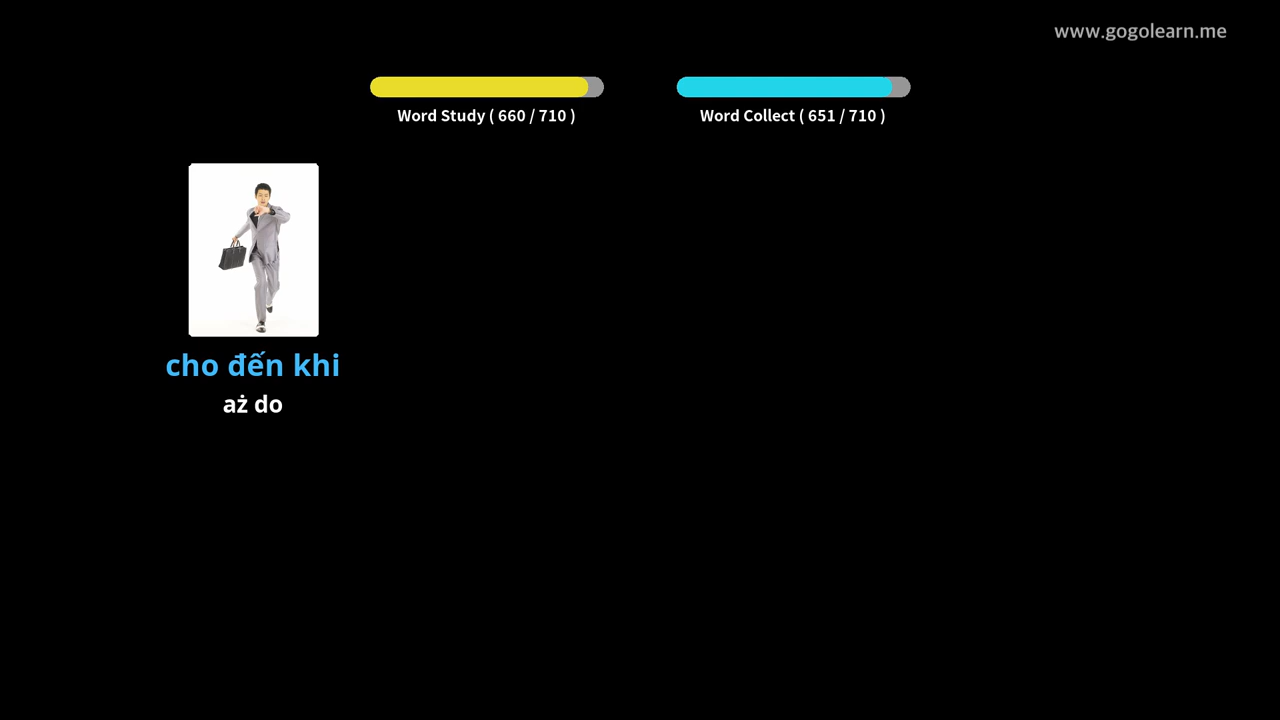 www.gogolearn.me
Word Study ( 660 / 710 )
Word Collect ( 651 / 710 )
cho đến khi
aż do